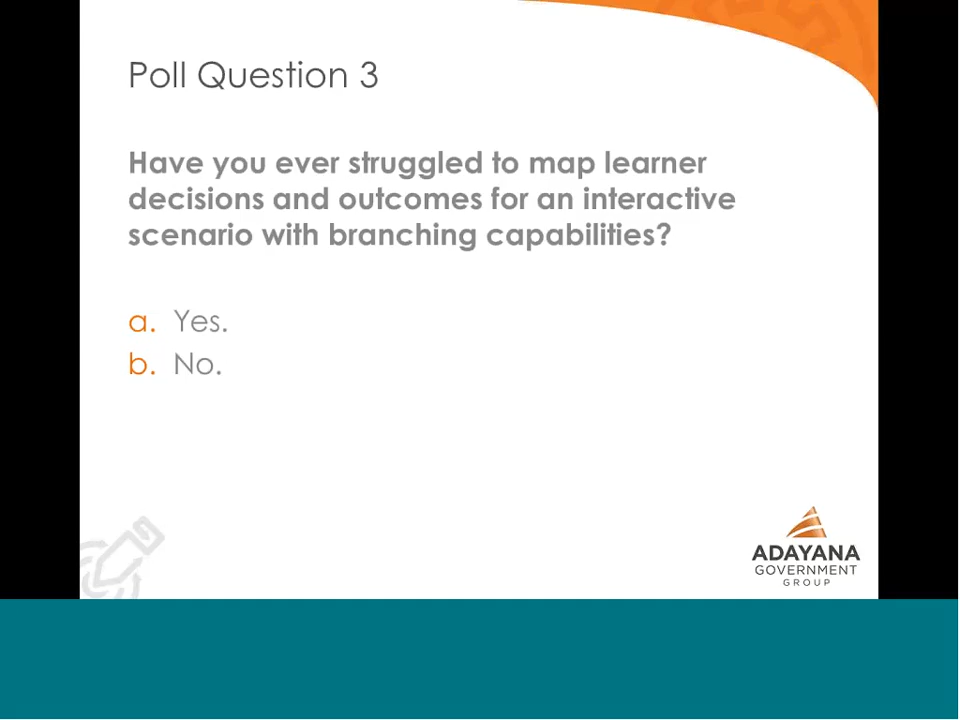 Poll Question 3
Have you ever struggled to map learner
decisions and outcomes for an interactive
scenario with branching capabilities?
a. Yes.
b. No.
ADAYANA
GOVERNMENT
GROUP